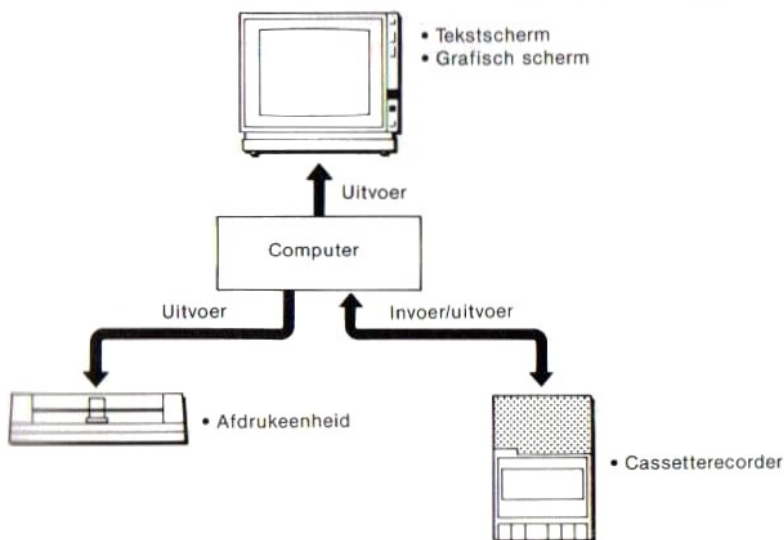 • Tekstscherm
• Grafisch scherm
Uitvoer
Computer
Uitvoer
Invoer/uitvoer
• Afdrukeenheid
• Cassetterecorder